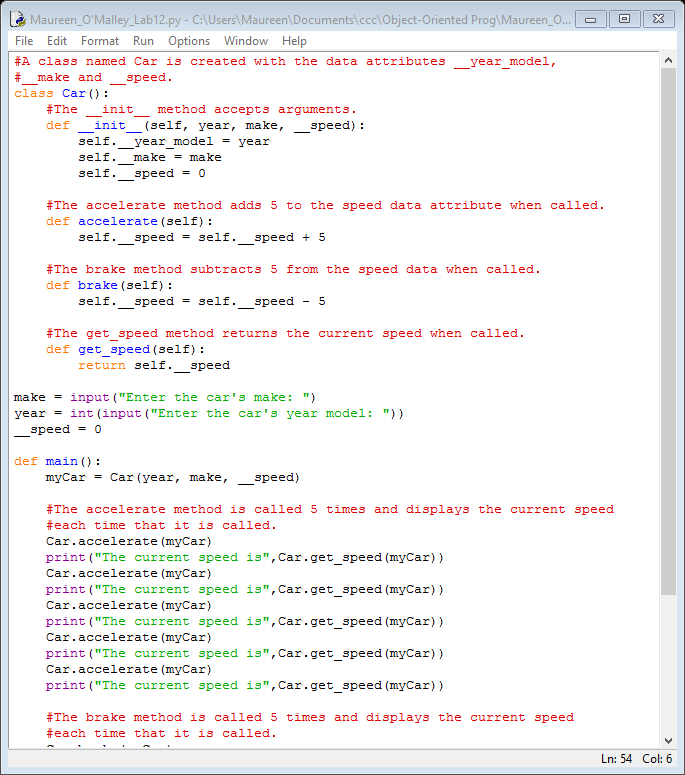 Maureen_O'Malley_Lab12.py - C:\Users\Maureen\Documents\ccc\Object-Oriented Prog\Maureen_O...
File Edit Format Run Options Window Help
#A class named Car is created with the data attributes __year_model,
#__make and __speed.
class Car():
    #The __init__ method accepts arguments.
    def __init__(self, year, make, __speed):
        self.__year_model = year
        self.__make = make
        self.__speed = 0

    #The accelerate method adds 5 to the speed data attribute when called.
    def accelerate(self):
        self.__speed = self.__speed + 5

    #The brake method subtracts 5 from the speed data when called.
    def brake(self):
        self.__speed = self.__speed - 5

    #The get_speed method returns the current speed when called.
    def get_speed(self):
        return self.__speed

make = input("Enter the car's make: ")
year = int(input("Enter the car's year model: "))
__speed = 0

def main():
    myCar = Car(year, make, __speed)

    #The accelerate method is called 5 times and displays the current speed
    #each time that it is called.
    Car.accelerate(myCar)
    print("The current speed is",Car.get_speed(myCar))
    Car.accelerate(myCar)
    print("The current speed is",Car.get_speed(myCar))
    Car.accelerate(myCar)
    print("The current speed is",Car.get_speed(myCar))
    Car.accelerate(myCar)
    print("The current speed is",Car.get_speed(myCar))
    Car.accelerate(myCar)
    print("The current speed is",Car.get_speed(myCar))

    #The brake method is called 5 times and displays the current speed
    #each time that it is called.
Ln: 54 Col: 6